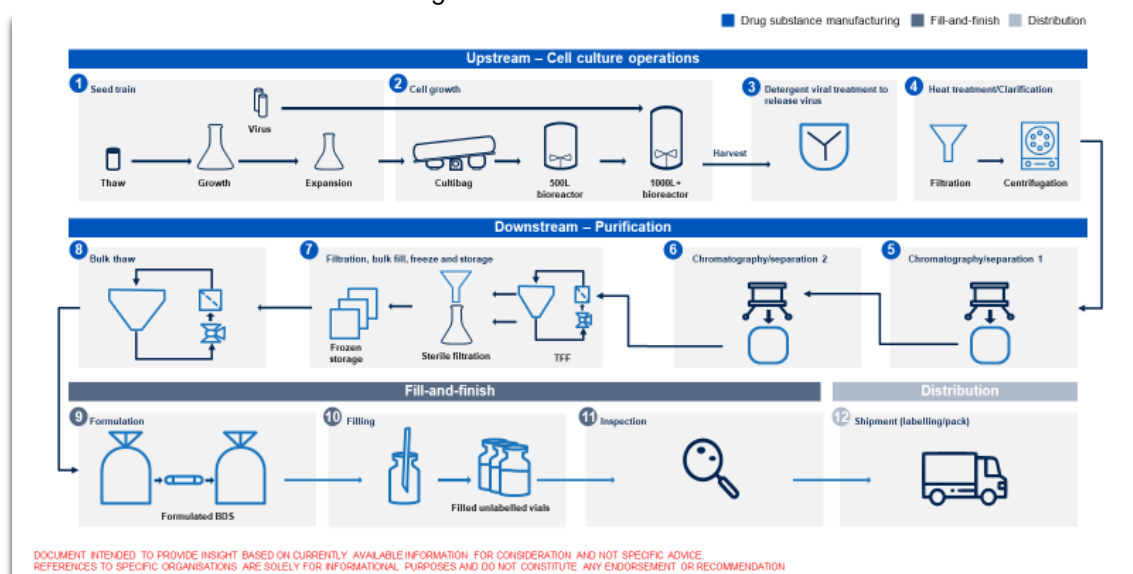 Drug substance manufacturing Fill-and-finish Distribution
Upstream – Cell culture operations
1 Seed train
Virus
Thaw
Growth
Expansion
2 Cell growth
Cultibag
500L
bioreactor
1000L+
bioreactor
Harvest
3 Detergent viral treatment to
release virus
4 Heat treatment/Clarification
Filtration
Centrifugation
Downstream – Purification
8 Bulk thaw
7 Filtration, bulk fill, freeze and storage
Frozen
storage
Sterile filtration
TFF
6 Chromatography/separation 2
5 Chromatography/separation 1
Fill-and-finish
Distribution
9 Formulation
Formulated BDS
10 Filling
Filled unlabelled vials
11 Inspection
12 Shipment (labelling/pack)
DOCUMENT INTENDED TO PROVIDE INSIGHT BASED ON CURRENTLY AVAILABLE INFORMATION FOR CONSIDERATION AND NOT SPECIFIC ADVICE.
REFERENCES TO SPECIFIC ORGANISATIONS ARE SOLELY FOR INFORMATIONAL PURPOSES AND DO NOT CONSTITUTE ANY ENDORSEMENT OR RECOMMENDATION